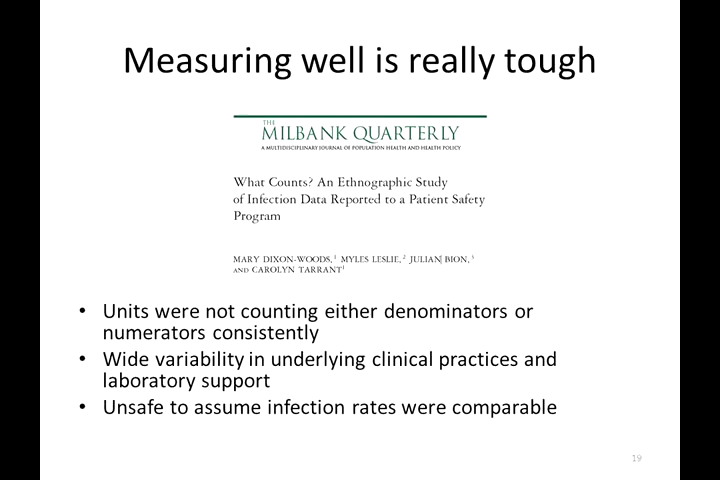 Measuring well is really tough
THE
MILBANK QUARTERLY
A MULTIDISCIPLINARY JOURNAL OF POPULATION HEALTH AND HEALTH POLICY
What Counts? An Ethnographic Study
of Infection Data Reported to a Patient Safety
Program
MARY DIXON-WOODS,¹ MYLES LESLIE,² JULIAN BION,³
AND CAROLYN TARRANT¹
• Units were not counting either denominators or
numerators consistently
• Wide variability in underlying clinical practices and
laboratory support
• Unsafe to assume infection rates were comparable
19